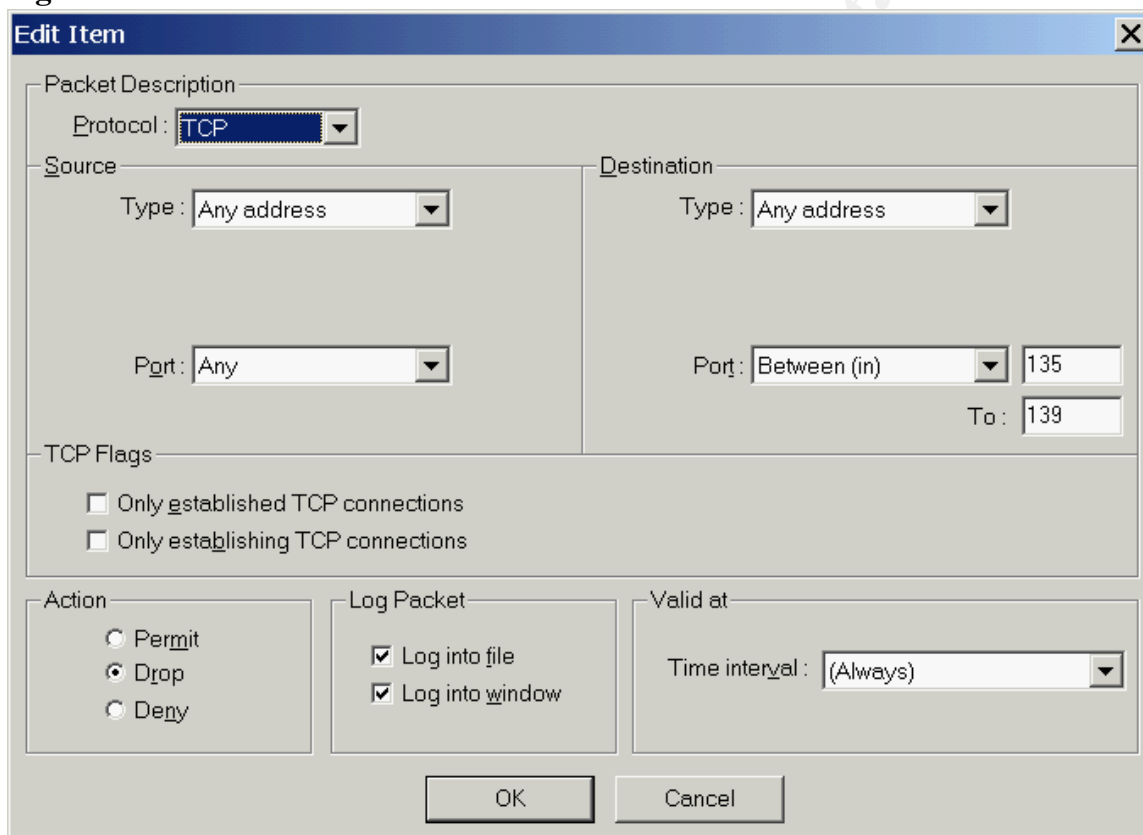 Edit Item
Packet Description
Protocol : TCP
Source
Destination
Type : Any address
Type : Any address
Port : Any
Port : Between (in) 135
To : 139
TCP Flags
Only established TCP connections
Only establishing TCP connections
Action
Log Packet
Valid at
Permit
Drop
Deny
Log into file
Log into window
Time interval : (Always)
OK
Cancel